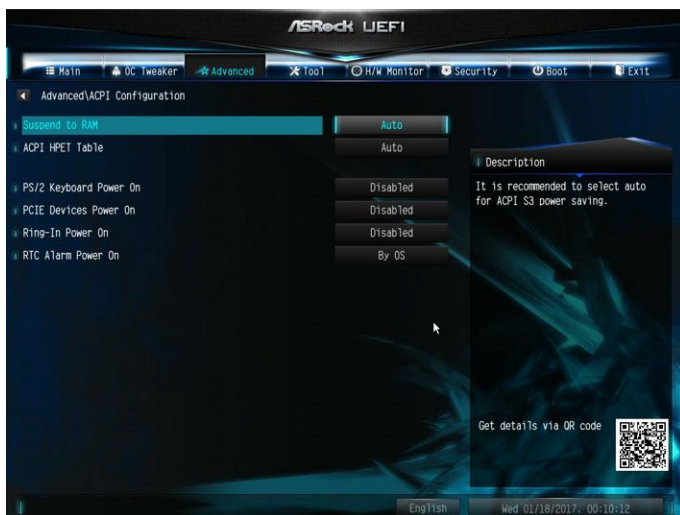 ASRock UEFI
Main OC Tweaker Advanced Tool H/W Monitor Security Boot Exit
Advanced\ACPI Configuration
Suspend to RAM Auto
ACPI HPET Table Auto
PS/2 Keyboard Power On Disabled
PCIE Devices Power On Disabled
Ring-In Power On Disabled
RTC Alarm Power On By OS
Description
It is recommended to select auto
for ACPI S3 power saving.
Get details via QR code
English Wed 01/18/2017. 00:10:12